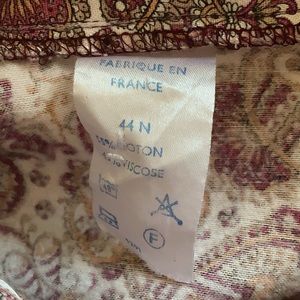 FABRIQUE EN
FRANCE
44 N
COTON
VISCOSE
F